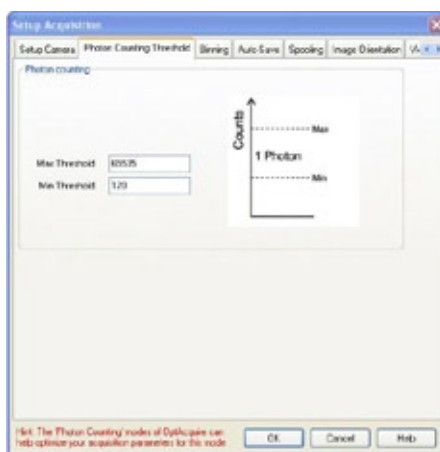 Setup Acquisition
Setup Camera Photon Counting Threshold Binning Auto-Save Spooling Image Orientation
Photon counting
Counts
Max
1 Photon
Min
Max Threshold 65535
Min Threshold 120
Hint: The 'Photon Counting' modes of OptAcquire can
help optimize your acquisition parameters for this mode
OK Cancel Help